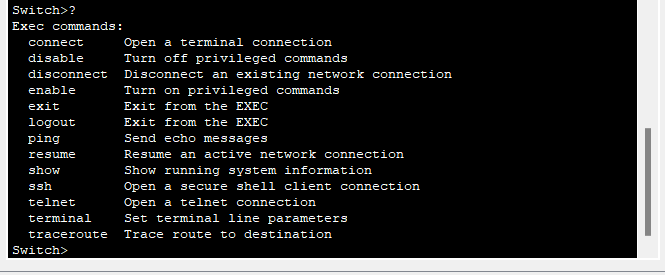 Switch>?
Exec commands:
  connect     Open a terminal connection
  disable     Turn off privileged commands
  disconnect  Disconnect an existing network connection
  enable      Turn on privileged commands
  exit        Exit from the EXEC
  logout      Exit from the EXEC
  ping        Send echo messages
  resume      Resume an active network connection
  show        Show running system information
  ssh         Open a secure shell client connection
  telnet      Open a telnet connection
  terminal    Set terminal line parameters
  traceroute  Trace route to destination
Switch>